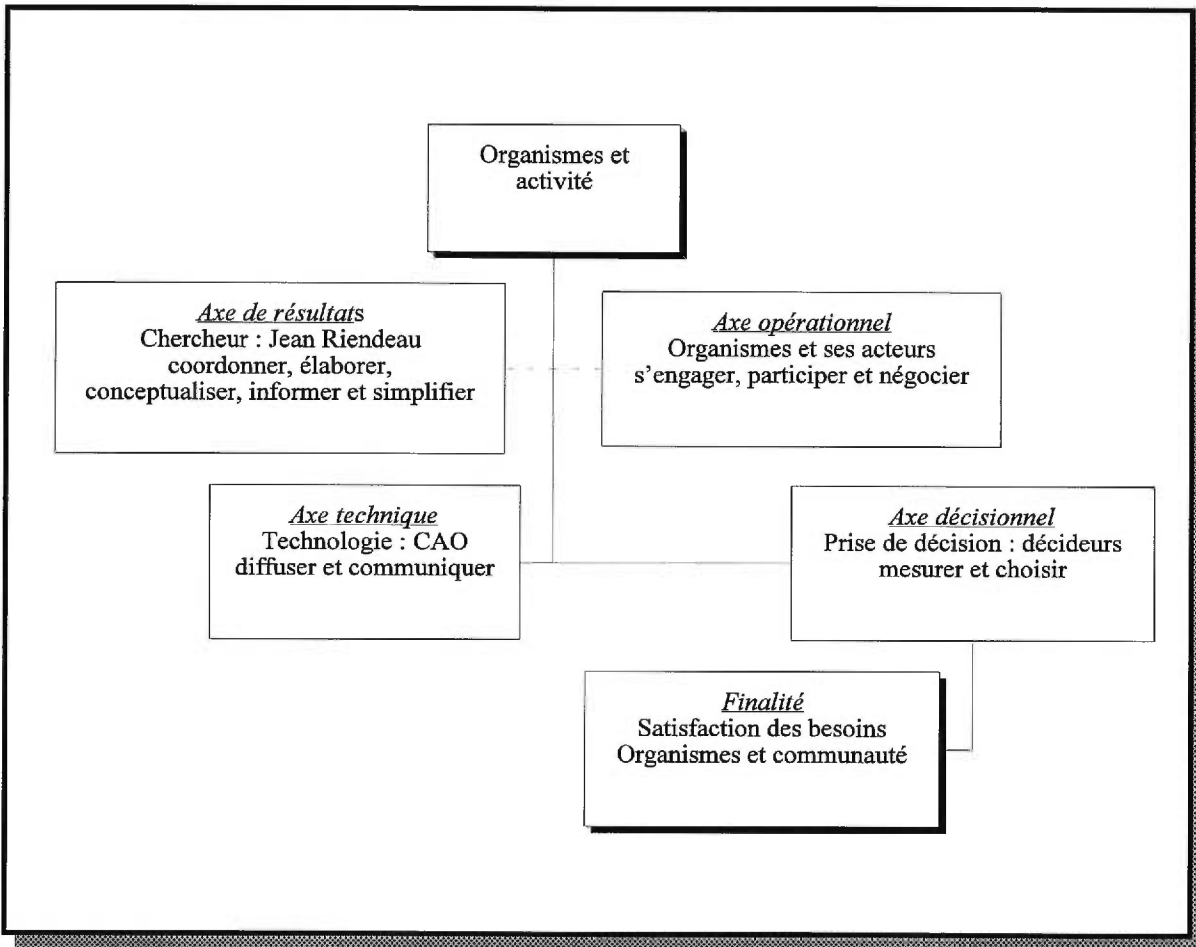 Organismes et
activité
Axe de résultats
Chercheur : Jean Riendeau
coordonner, élaborer,
conceptualiser, informer et simplifier
Axe opérationnel
Organismes et ses acteurs
s'engager, participer et négocier
Axe technique
Technologie : CAO
diffuser et communiquer
Axe décisionnel
Prise de décision : décideurs
mesurer et choisir
Finalité
Satisfaction des besoins
Organismes et communauté